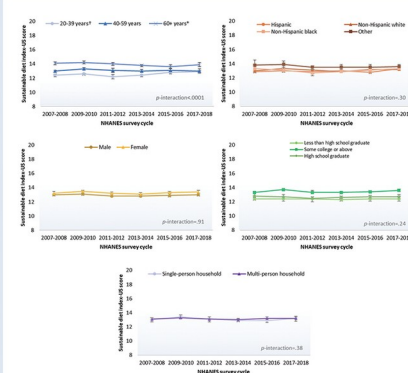 20-39 years* 40-59 years 60+ years*
Sustainable diet index-US score
20
18
16
14
12
10
8
p-interaction<.0001
2007-2008 2009-2010 2011-2012 2013-2014 2015-2016 2017-2018
NHANES survey cycle
Hispanic Non-Hispanic white
Non-Hispanic black Other
Sustainable diet index-US score
20
18
16
14
12
10
8
p-interaction=.30
2007-2008 2009-2010 2011-2012 2013-2014 2015-2016 2017-2018
NHANES survey cycle
Male Female
Sustainable diet index-US score
20
18
16
14
12
10
8
p-interaction=.91
2007-2008 2009-2010 2011-2012 2013-2014 2015-2016 2017-2018
NHANES survey cycle
Less than high school graduate
Some college or above
High school graduate
Sustainable diet index-US score
20
18
16
14
12
10
8
p-interaction=.24
2007-2008 2009-2010 2011-2012 2013-2014 2015-2016 2017-2018
NHANES survey cycle
Single-person household Multi-person household
Sustainable diet index-US score
20
18
16
14
12
10
8
p-interaction=.38
2007-2008 2009-2010 2011-2012 2013-2014 2015-2016 2017-2018
NHANES survey cycle